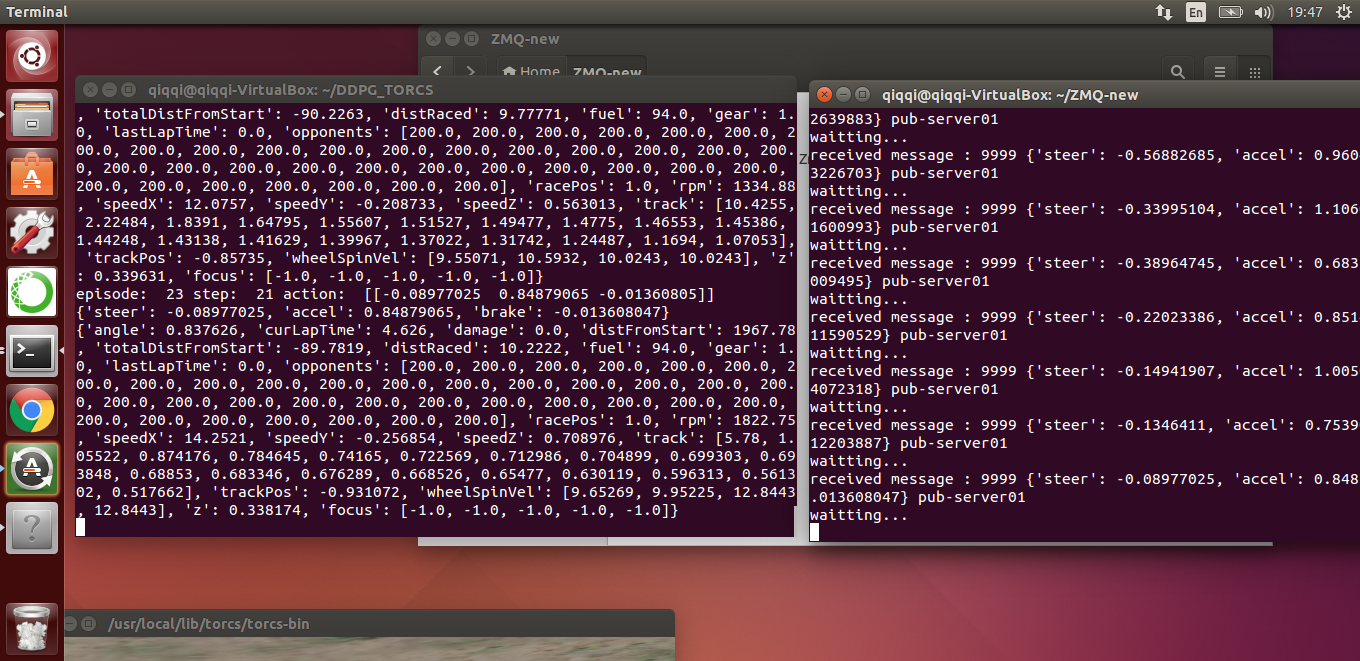 Terminal
En
19:47
ZMQ-new
Home
ZMQ-new
qiqqi@qiqqi-VirtualBox: ~/DDPG_TORCS
, 'totalDistFromStart': -90.2263, 'distRaced': 9.77771, 'fuel': 94.0, 'gear': 1.
0, 'lastLapTime': 0.0, 'opponents': [200.0, 200.0, 200.0, 200.0, 200.0, 200.0, 2
00.0, 200.0, 200.0, 200.0, 200.0, 200.0, 200.0, 200.0, 200.0, 200.0, 200.0, 200.
0, 200.0, 200.0, 200.0, 200.0, 200.0, 200.0, 200.0, 200.0, 200.0, 200.0, 200.0,
200.0, 200.0, 200.0, 200.0, 200.0, 200.0], 'racePos': 1.0, 'rpm': 1334.88
, 'speedX': 12.0757, 'speedY': -0.208733, 'speedZ': 0.563013, 'track': [10.4255,
2.22484, 1.8391, 1.64795, 1.55607, 1.51527, 1.49477, 1.4775, 1.46553, 1.45386,
1.44248, 1.43138, 1.41629, 1.39967, 1.37022, 1.31742, 1.24487, 1.1694, 1.07053],
'trackPos': -0.85735, 'wheelSpinVel': [9.55071, 10.5932, 10.0243, 10.0243], 'z'
: 0.339631, 'focus': [-1.0, -1.0, -1.0, -1.0, -1.0]}
episode:  23 step:  21 action:  [[-0.08977025  0.84879065 -0.01360805]]
{'steer': -0.08977025, 'accel': 0.84879065, 'brake': -0.013608047}
{'angle': 0.837626, 'curLapTime': 4.626, 'damage': 0.0, 'distFromStart': 1967.78
, 'totalDistFromStart': -89.7819, 'distRaced': 10.2222, 'fuel': 94.0, 'gear': 1.
0, 'lastLapTime': 0.0, 'opponents': [200.0, 200.0, 200.0, 200.0, 200.0, 200.0, 2
00.0, 200.0, 200.0, 200.0, 200.0, 200.0, 200.0, 200.0, 200.0, 200.0, 200.0, 200.
0, 200.0, 200.0, 200.0, 200.0, 200.0, 200.0, 200.0, 200.0, 200.0, 200.0, 200.0,
200.0, 200.0, 200.0, 200.0, 200.0, 200.0], 'racePos': 1.0, 'rpm': 1822.75
, 'speedX': 14.2521, 'speedY': -0.256854, 'speedZ': 0.708976, 'track': [5.78, 1.
05522, 0.874176, 0.784645, 0.74165, 0.722569, 0.712986, 0.704899, 0.699303, 0.69
3848, 0.68853, 0.683346, 0.676289, 0.668526, 0.65477, 0.630119, 0.596313, 0.5613
02, 0.517662], 'trackPos': -0.931072, 'wheelSpinVel': [9.65269, 9.95225, 12.8443
, 12.8443], 'z': 0.338174, 'focus': [-1.0, -1.0, -1.0, -1.0, -1.0]}
qiqqi@qiqqi-VirtualBox: ~/ZMQ-new
2639883} pub-server01
waitting...
received message : 9999 {'steer': -0.56882685, 'accel': 0.960
3226703} pub-server01
waitting...
received message : 9999 {'steer': -0.33995104, 'accel': 1.106
1600993} pub-server01
waitting...
received message : 9999 {'steer': -0.38964745, 'accel': 0.683
009495} pub-server01
waitting...
received message : 9999 {'steer': -0.22023386, 'accel': 0.851
11590529} pub-server01
waitting...
received message : 9999 {'steer': -0.14941907, 'accel': 1.005
4072318} pub-server01
waitting...
received message : 9999 {'steer': -0.1346411, 'accel': 0.7539
12203887} pub-server01
waitting...
received message : 9999 {'steer': -0.08977025, 'accel': 0.848
.013608047} pub-server01
waitting...
/usr/local/lib/torcs/torcs-bin